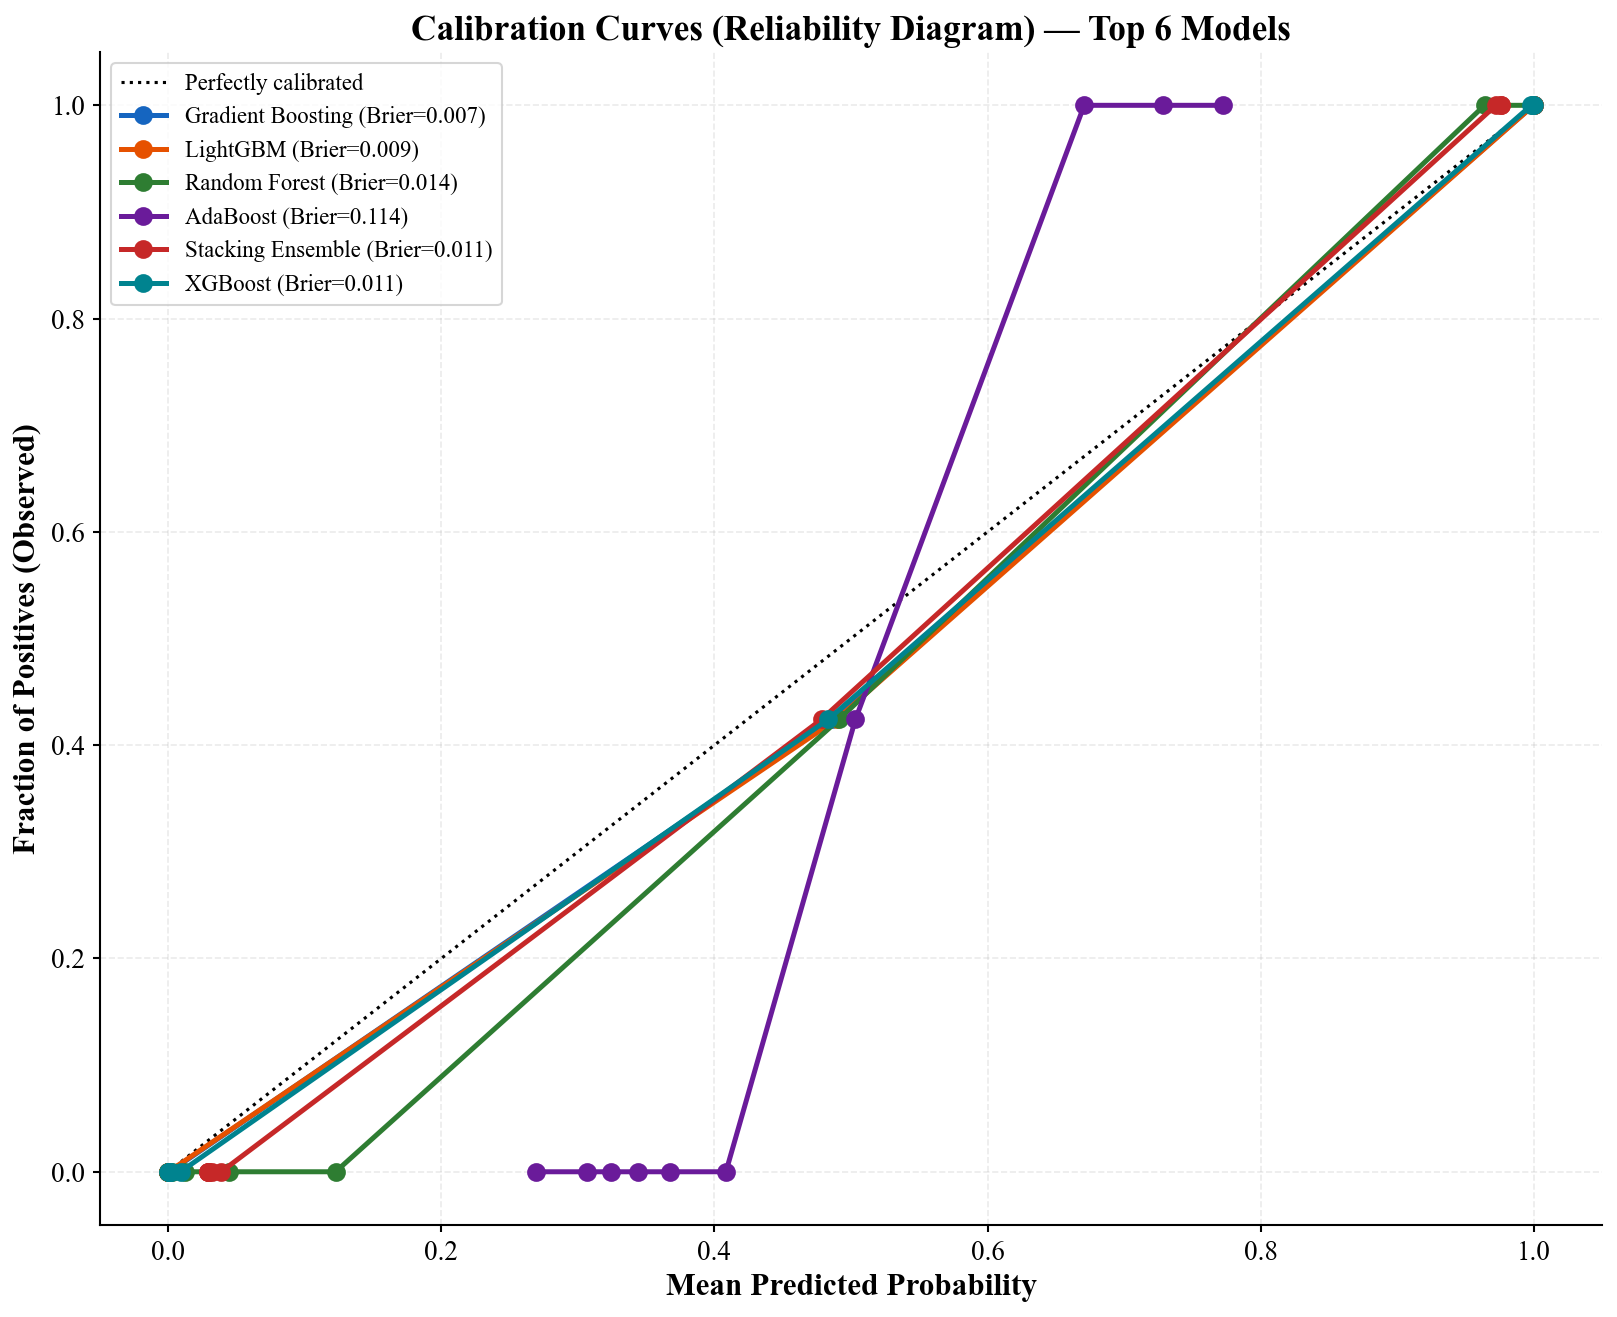 Calibration Curves (Reliability Diagram) — Top 6 Models
Perfectly calibrated
Gradient Boosting (Brier=0.007)
LightGBM (Brier=0.009)
Random Forest (Brier=0.014)
AdaBoost (Brier=0.114)
Stacking Ensemble (Brier=0.011)
XGBoost (Brier=0.011)
Fraction of Positives (Observed)
1.0
0.8
0.6
0.4
0.2
0.0
0.0 0.2 0.4 0.6 0.8 1.0
Mean Predicted Probability